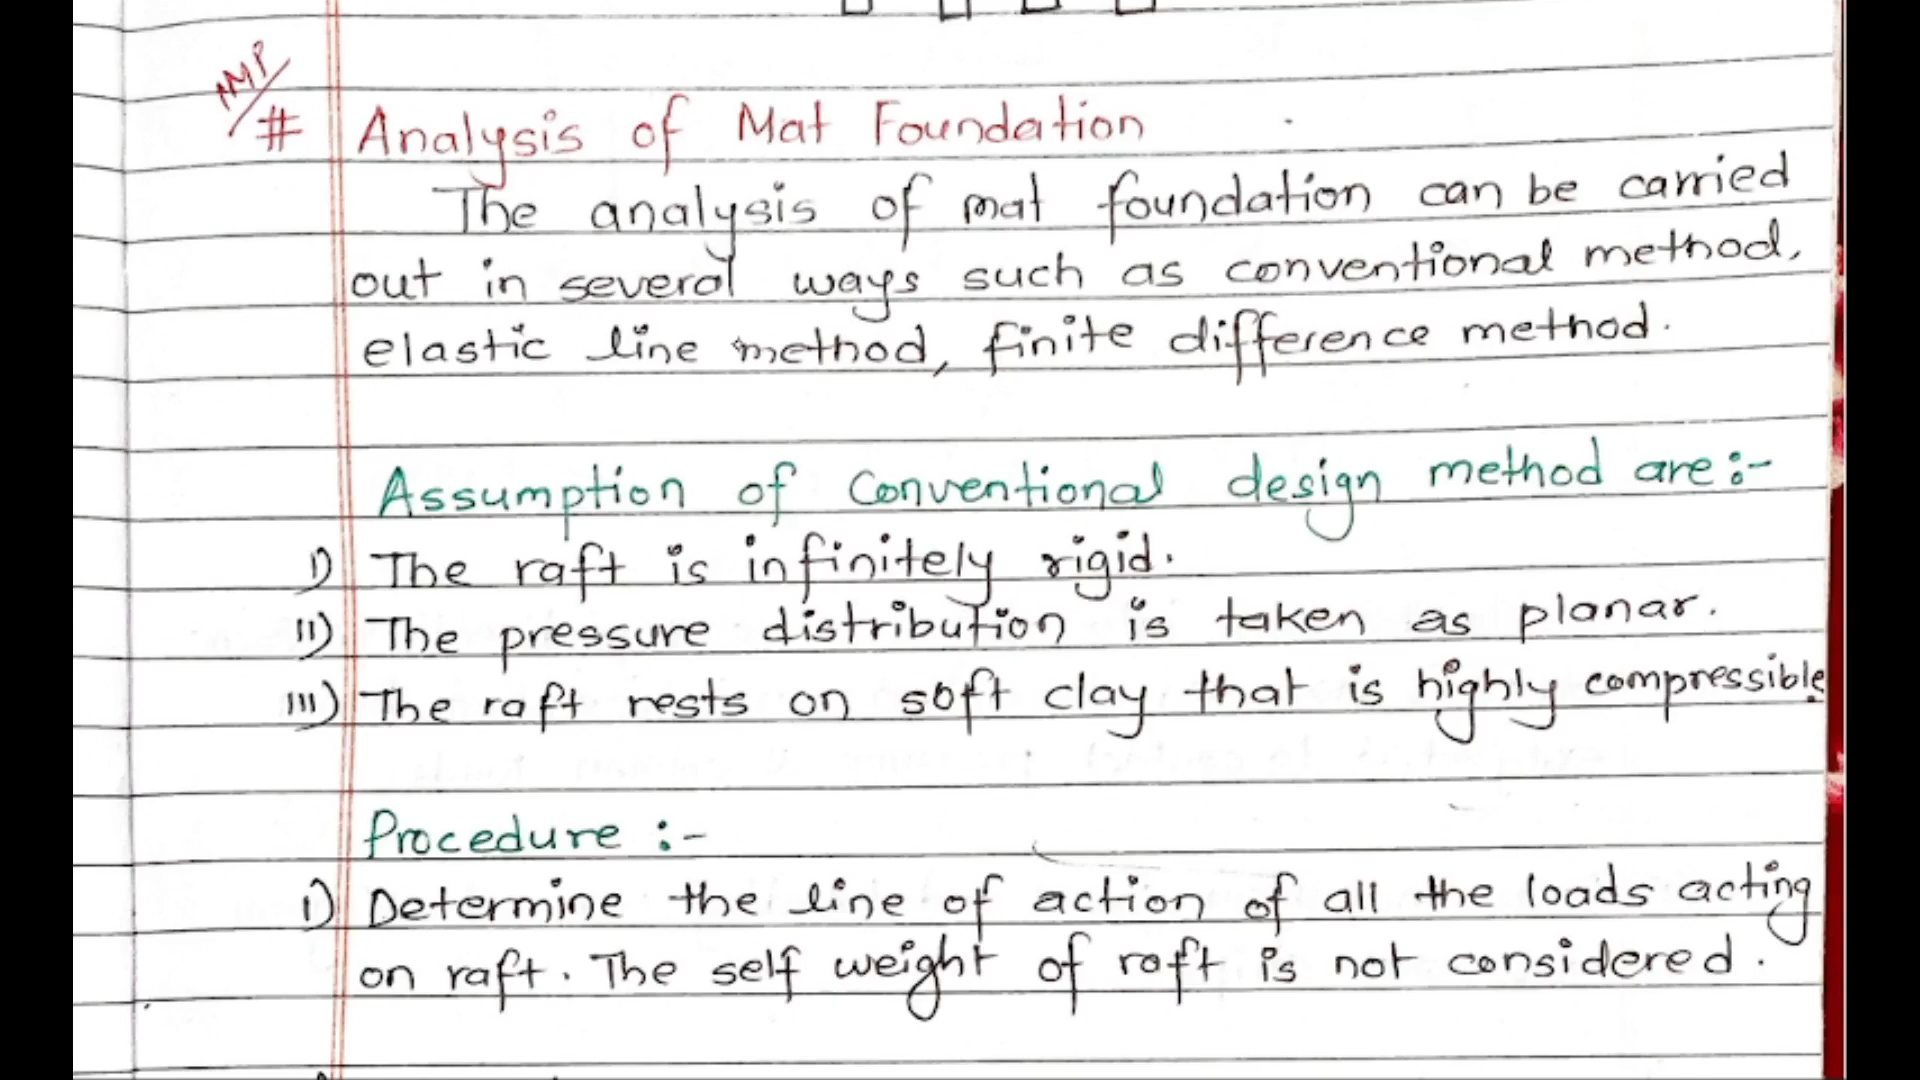 IMP
# Analysis of Mat Foundation
The analysis of mat foundation can be carried
out in several ways such as conventional method,
elastic line method, finite difference method.
Assumption of conventional design method are:-
I) The raft is infinitely rigid.
II) The pressure distribution is taken as planar.
III) The raft rests on soft clay that is highly compressible.
Procedure :-
1) Determine the line of action of all the loads acting
on raft. The self weight of raft is not considered.